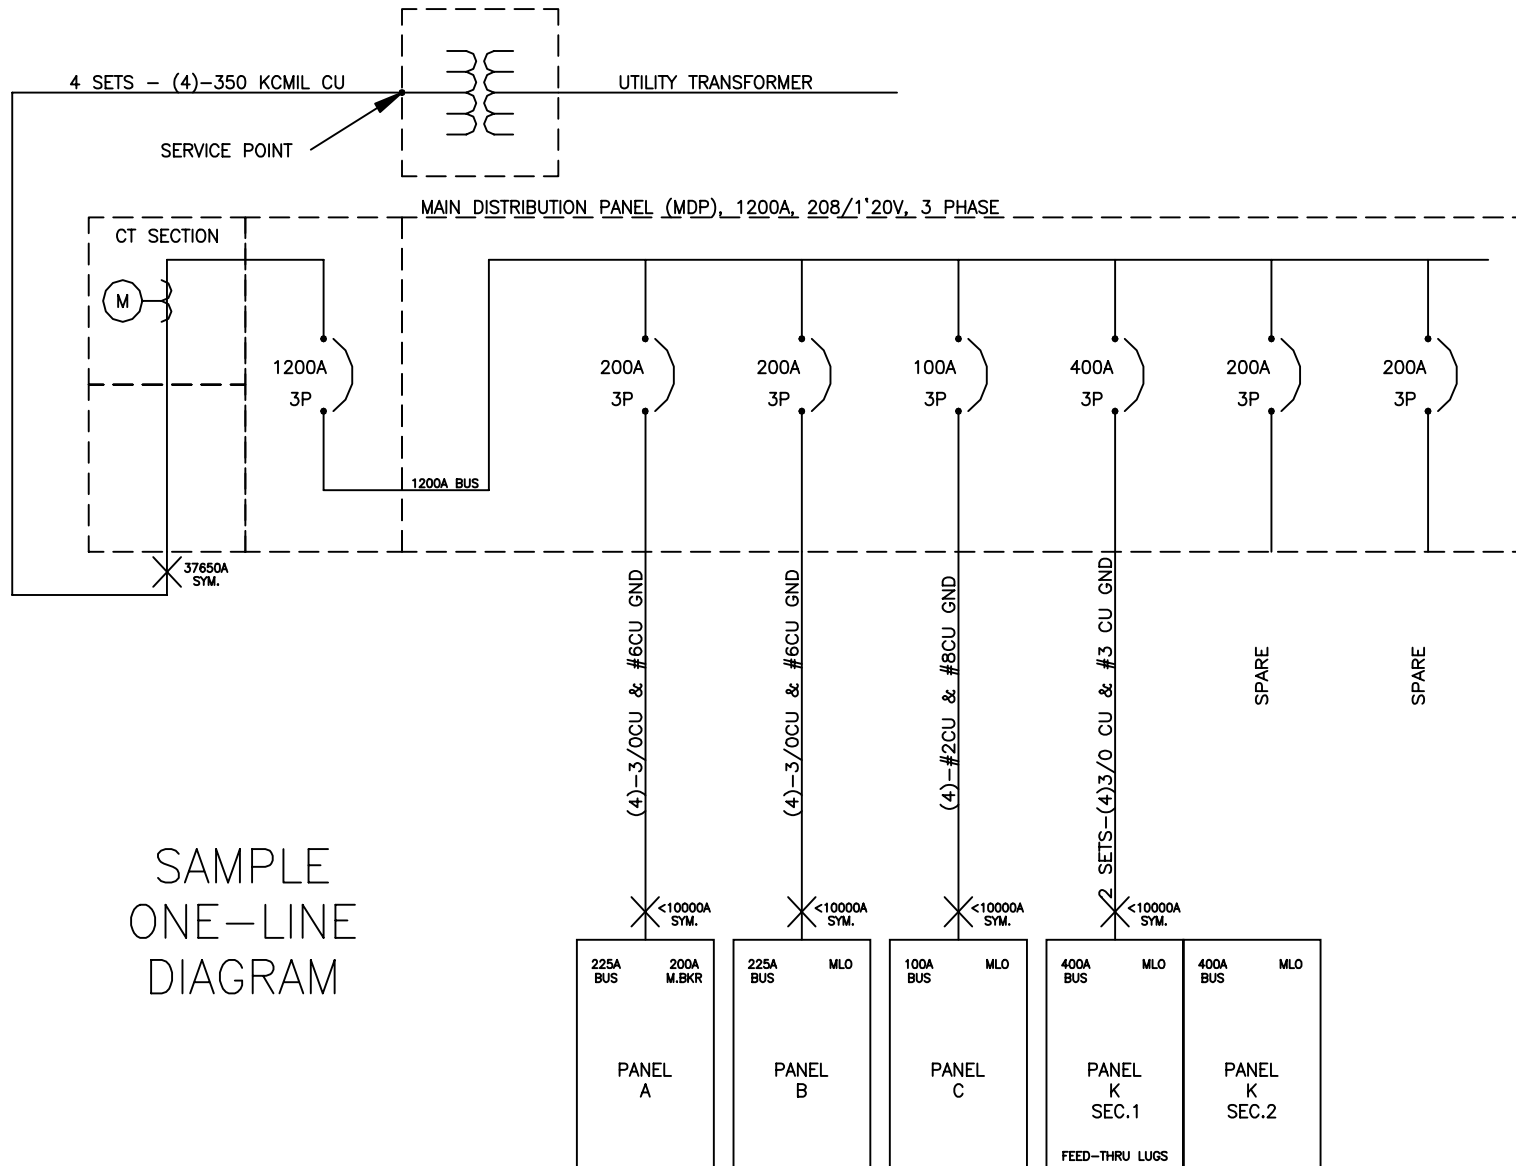 4 SETS - (4)-350 KCMIL CU
UTILITY TRANSFORMER
SERVICE POINT
MAIN DISTRIBUTION PANEL (MDP), 1200A, 208/1'20V, 3 PHASE
CT SECTION
M
1200A
3P
200A
3P
200A
3P
100A
3P
400A
3P
200A
3P
200A
3P
1200A BUS
37650A
SYM.
(4)-3/0CU & #6CU GND
(4)-3/0CU & #6CU GND
(4)-#2CU & #8CU GND
2 SETS-(4)3/0 CU & #3 CU GND
SPARE
SPARE
SAMPLE
ONE-LINE
DIAGRAM
<10000A
SYM.
<10000A
SYM.
<10000A
SYM.
<10000A
SYM.
225A
BUS
200A
M.BKR
PANEL
A
225A
BUS
MLO
PANEL
B
100A
BUS
MLO
PANEL
C
400A
BUS
MLO
PANEL
K
SEC.1
FEED-THRU LUGS
400A
BUS
MLO
PANEL
K
SEC.2